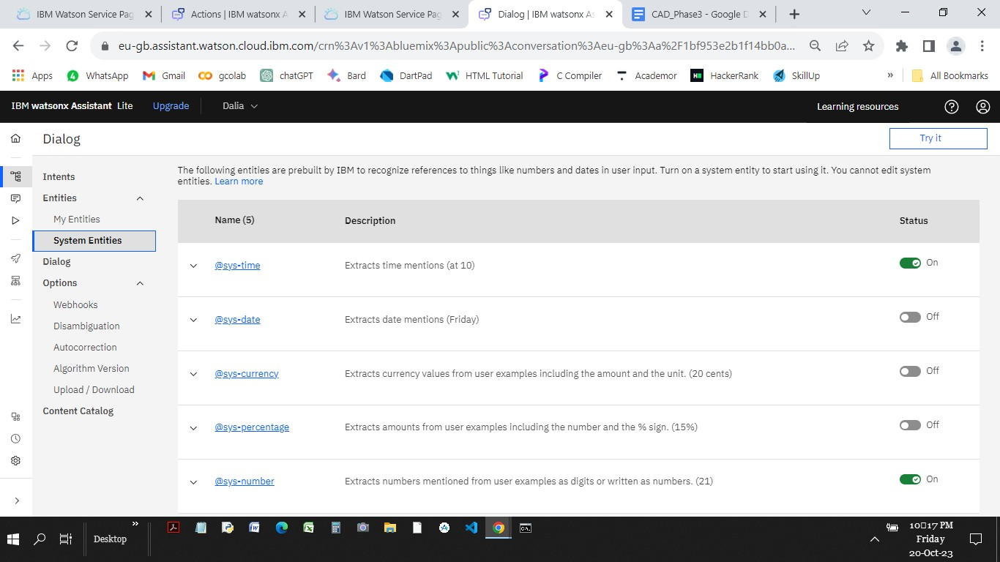 IBM Watson Service Pag
Actions | IBM watsonx A
IBM Watson Service Pag
Dialog | IBM watsonx As
CAD_Phase3 - Google D
eu-gb.assistant.watson.cloud.ibm.com/crn%3Av1%3Abluemix%3Apublic%3Aconversation%3Aeu-gb%3Aa%2F1bf953e2b1f14bb0a...
Apps
WhatsApp
Gmail
gcolab
chatGPT
Bard
DartPad
HTML Tutorial
C Compiler
Academor
HackerRank
SkillUp
»
All Bookmarks
IBM watsonx Assistant Lite
Upgrade
Dalia
Learning resources
Dialog
Try it
Intents
Entities
My Entities
System Entities
Dialog
Options
Webhooks
Disambiguation
Autocorrection
Algorithm Version
Upload / Download
Content Catalog
The following entities are prebuilt by IBM to recognize references to things like numbers and dates in user input. Turn on a system entity to start using it. You cannot edit system
entities. Learn more
Name (5)
Description
Status
@sys-time
Extracts time mentions (at 10)
On
@sys-date
Extracts date mentions (Friday)
Off
@sys-currency
Extracts currency values from user examples including the amount and the unit. (20 cents)
Off
@sys-percentage
Extracts amounts from user examples including the number and the % sign. (15%)
Off
@sys-number
Extracts numbers mentioned from user examples as digits or written as numbers. (21)
On
Desktop
»
10▯17 PM
Friday
20-Oct-23